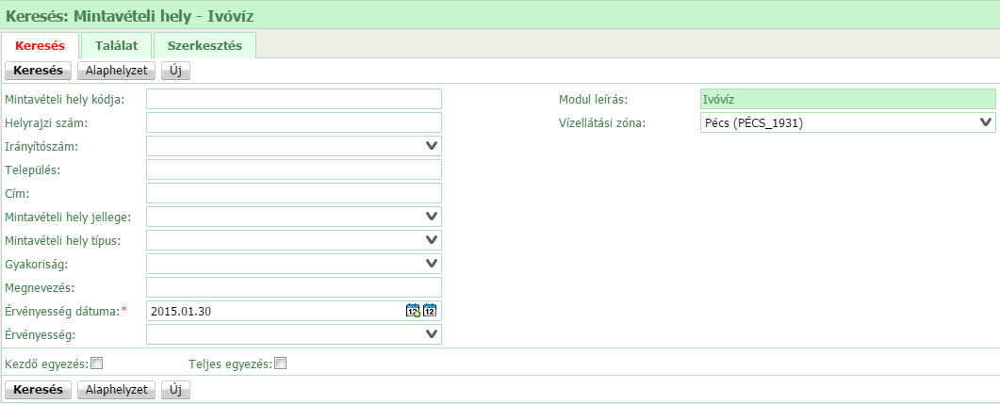 Keresés: Mintavételi hely - Ivóvíz
Keresés Találat Szerkesztés
Keresés Alaphelyzet Új
Mintavételi hely kódja: Modul leírás: Ivóvíz
Helyrajzi szám: Vízellátási zóna: Pécs (PÉCS_1931)
Irányítószám:
Település:
Cím:
Mintavételi hely jellege:
Mintavételi hely típus:
Gyakoriság:
Megnevezés:
Érvényesség dátuma:* 2015.01.30 12 12
Érvényesség:
Kezdő egyezés: Teljes egyezés:
Keresés Alaphelyzet Új